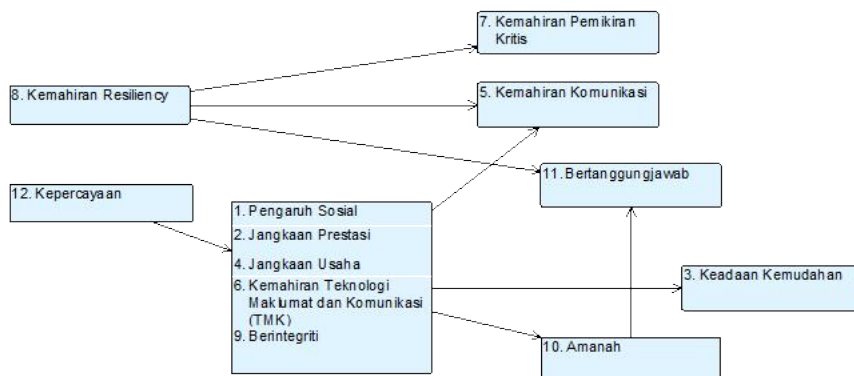 7. Kemahiran Pemikiran
Kritis
8. Kemahiran Resiliency
5. Kemahiran Komunikasi
11. Bertanggungjawab
12. Kepercayaan
1. Pengaruh Sosial
2. Jangkaan Prestasi
4. Jangkaan Usaha
6. Kemahiran Teknologi
Maklumat dan Komunikasi
(TMK)
9. Berintegriti
3. Keadaan Kemudahan
10. Amanah